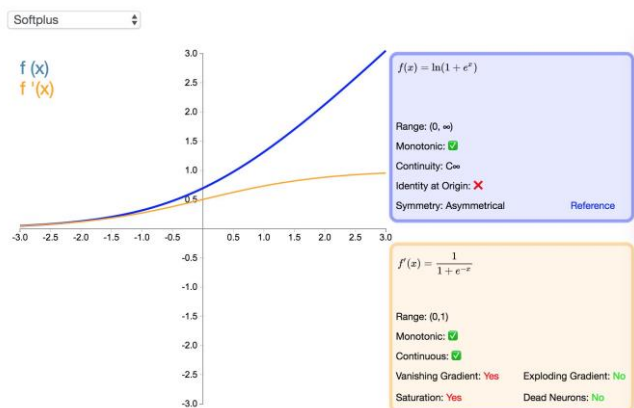 Softplus
f (x)
f '(x)
3.0
2.5
2.0
1.5
1.0
0.5
-3.0 -2.5 -2.0 -1.5 -1.0 -0.5 0.5 1.0 1.5 2.0 2.5 3.0
-0.5
-1.0
-1.5
-2.0
-2.5
-3.0
f(x) = ln(1 + e^x)
Range: (0, ∞)
Monotonic: ✅
Continuity: C∞
Identity at Origin: ❌
Symmetry: Asymmetrical Reference
f′(x) = 1 / (1 + e^{-x})
Range: (0,1)
Monotonic: ✅
Continuous: ✅
Vanishing Gradient: Yes Exploding Gradient: No
Saturation: Yes Dead Neurons: No